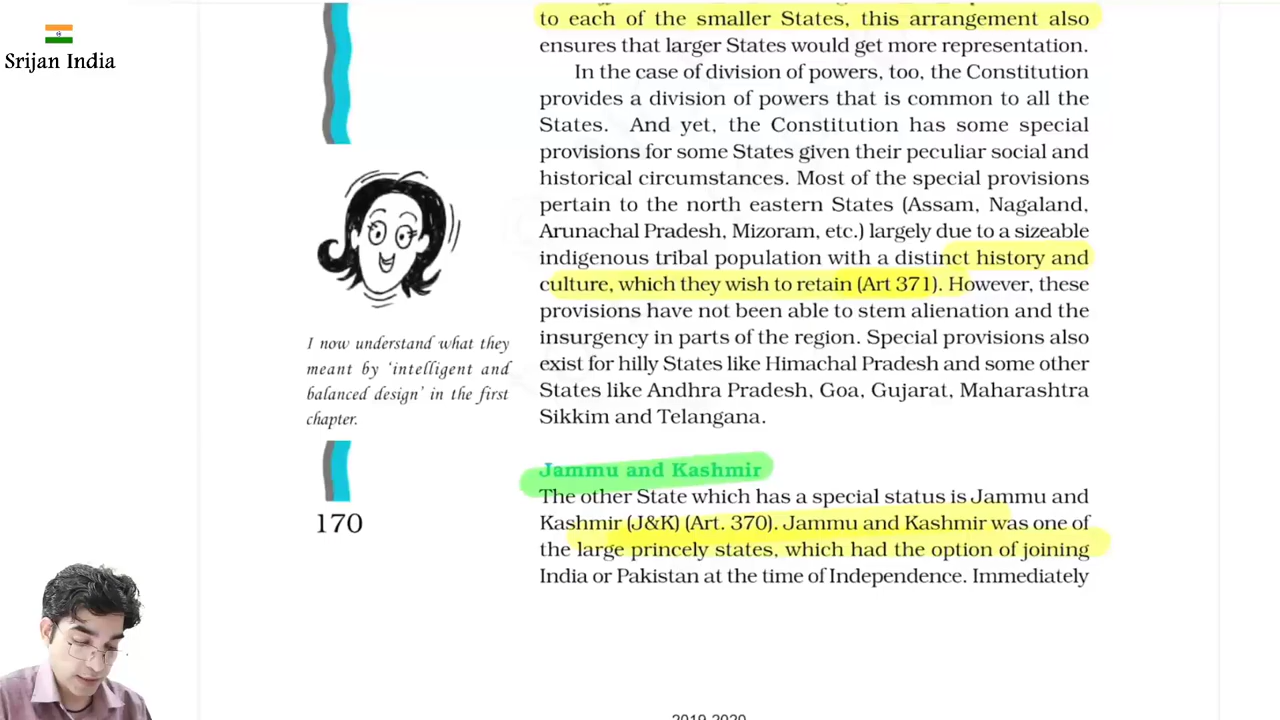 Srijan India
to each of the smaller States, this arrangement also
ensures that larger States would get more representation.
In the case of division of powers, too, the Constitution
provides a division of powers that is common to all the
States. And yet, the Constitution has some special
provisions for some States given their peculiar social and
historical circumstances. Most of the special provisions
pertain to the north eastern States (Assam, Nagaland,
Arunachal Pradesh, Mizoram, etc.) largely due to a sizeable
indigenous tribal population with a distinct history and
culture, which they wish to retain (Art 371). However, these
provisions have not been able to stem alienation and the
insurgency in parts of the region. Special provisions also
exist for hilly States like Himachal Pradesh and some other
States like Andhra Pradesh, Goa, Gujarat, Maharashtra
Sikkim and Telangana.
I now understand what they
meant by ‘intelligent and
balanced design’ in the first
chapter.
Jammu and Kashmir
The other State which has a special status is Jammu and
Kashmir (J&K) (Art. 370). Jammu and Kashmir was one of
the large princely states, which had the option of joining
India or Pakistan at the time of Independence. Immediately
170
2019-2020